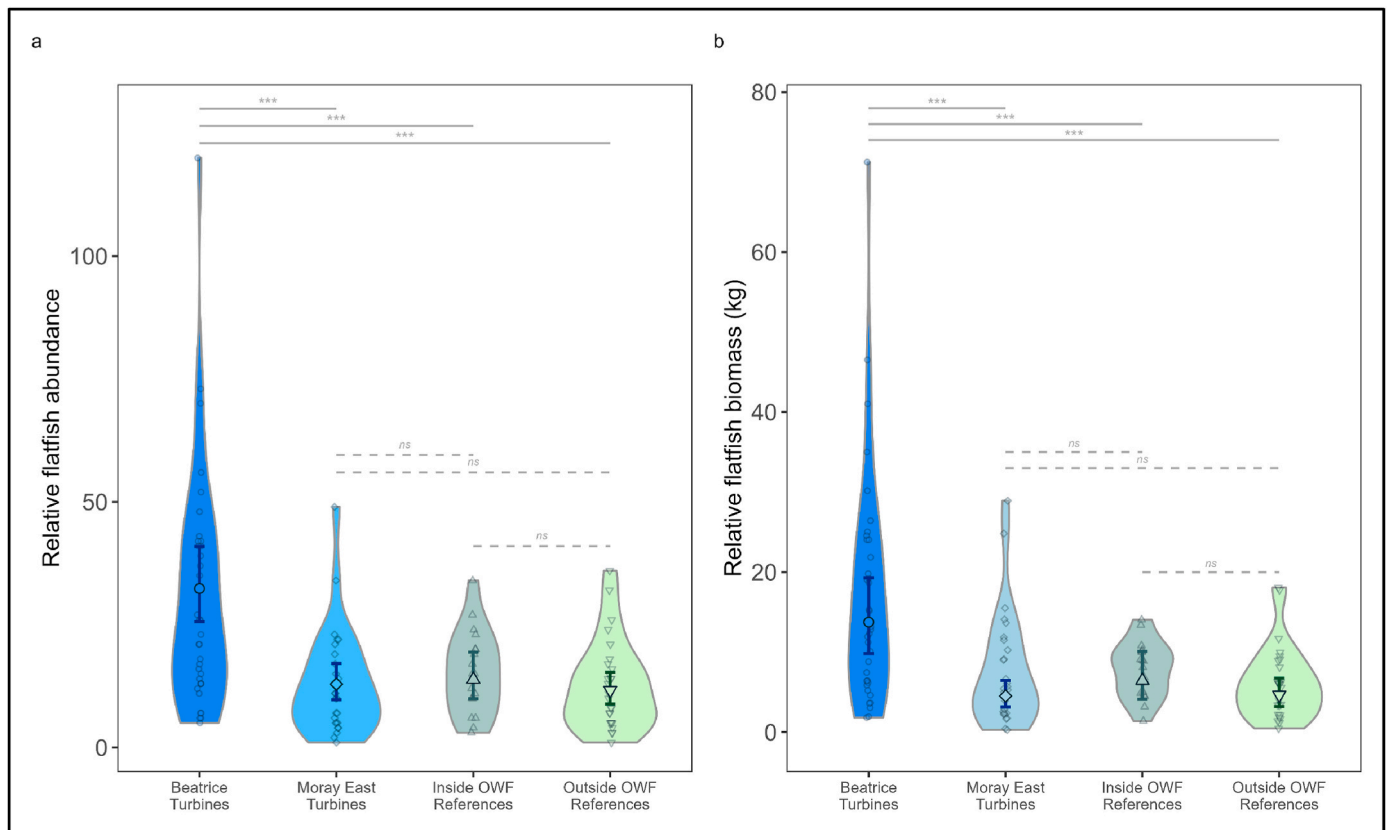 a
***
***
***
100
50
0
Relative flatfish abundance
ns
ns
ns
Beatrice
Turbines
Moray East
Turbines
Inside OWF
References
Outside OWF
References
b
80
60
40
20
0
Relative flatfish biomass (kg)
***
***
***
ns
ns
ns
Beatrice
Turbines
Moray East
Turbines
Inside OWF
References
Outside OWF
References